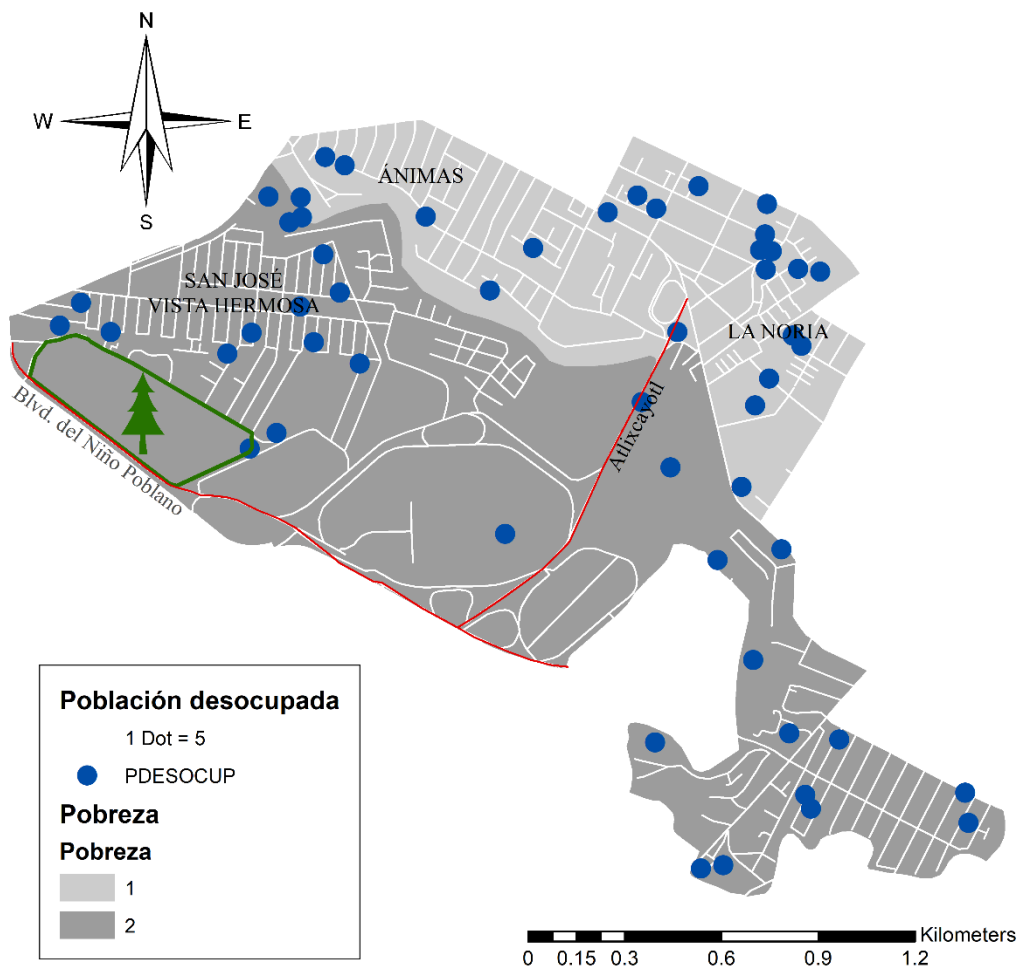 N
W
E
S
ÁNIMAS
SAN JOSÉ
VISTA HERMOSA
LA NORIA
Atlixcayotl
Blvd. del Niño Poblano
Población desocupada
1 Dot = 5
PDESOCUP
Pobreza
Pobreza
1
2
Kilometers
0 0.15 0.3 0.6 0.9 1.2